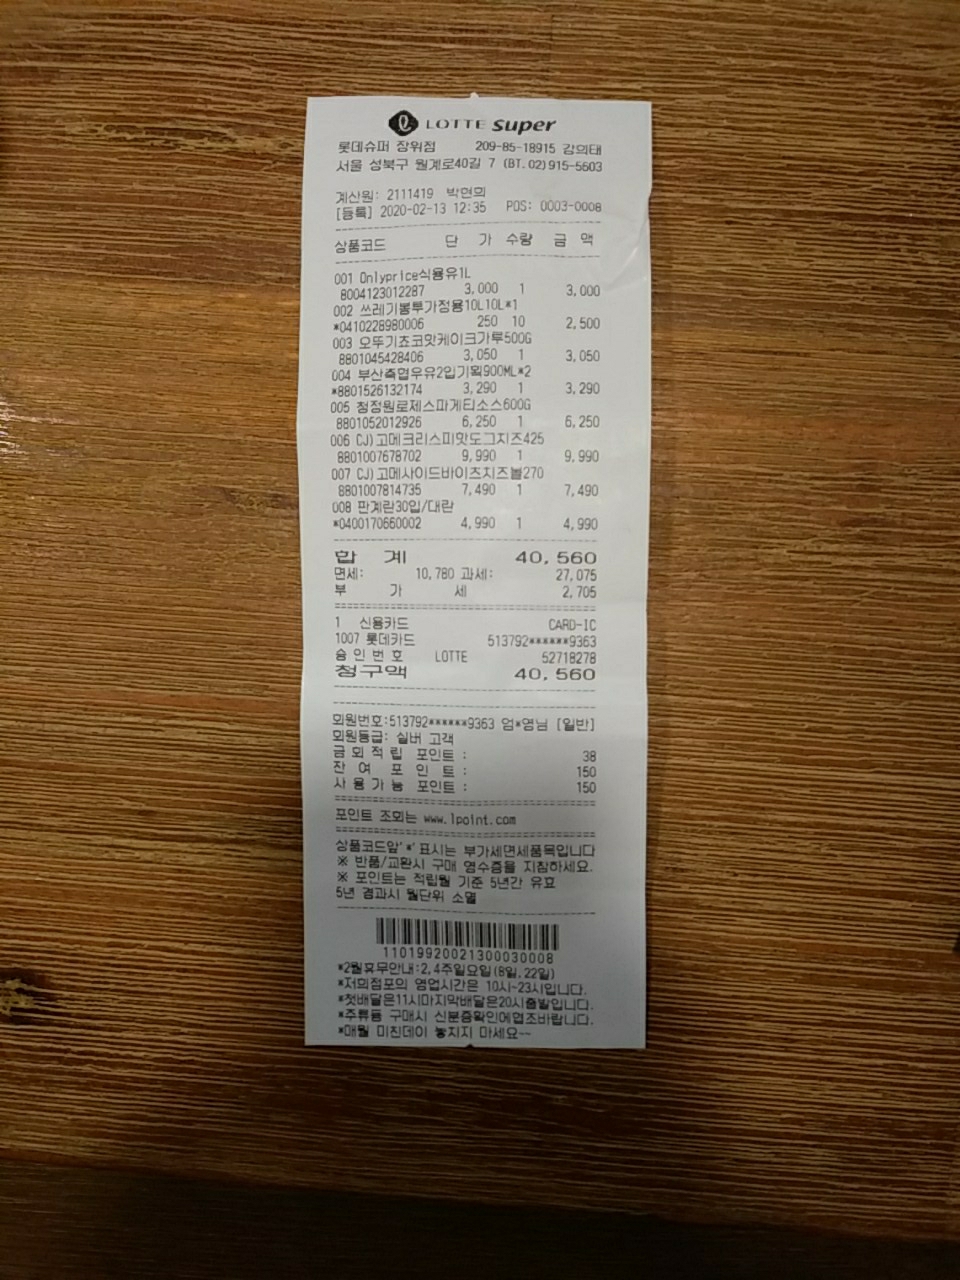 LOTTE super
롯데슈퍼 장위점 209-85-18915 강희태
서울 성북구 월계로40길 7 (BT.02)915-5603
계산원: 2111419 박현희
[등록] 2020-02-13 12:35 POS: 0003-0008
상품코드 단 가 수량 금 액
001 Onlyprice식용유1L
8004123012287 3,000 1 3,000
002 쓰레기봉투가정용10L10L*1
*0410228980006 250 10 2,500
003 오뚜기쵸코맛케이크가루500G
8801045428406 3,050 1 3,050
004 부산축협우유2입기획900ML*2
*8801526132174 3,290 1 3,290
005 청정원로제스파게티소스600G
8801052012926 6,250 1 6,250
006 CJ)고메크리스피핫도그치즈425
8801007678702 9,990 1 9,990
007 CJ)고메사이드바이츠치즈볼270
8801007814735 7,490 1 7,490
008 판계란30입/대란
*0400170660002 4,990 1 4,990
합 계 40,560
면세: 10,780 과세: 27,075
부 가 세 2,705
1 신용카드 CARD-IC
1007 롯데카드 513792******9363
승 인 번 호 LOTTE 52718278
청구액 40,560
회원번호:513792******9363 엄*영님 [일반]
회원등급: 실버 고객
금 회 적 립 포인트 : 38
잔 여 포 인 트 : 150
사 용 가 능 포인트 : 150
포인트 조회는 www.lpoint.com
상품코드앞'*'표시는 부가세면세품목입니다
※ 반품/교환시 구매 영수증을 지참하세요.
※ 포인트는 적립월 기준 5년간 유효
5년 경과시 월단위 소멸
11019920021300030008
*2월휴무안내:2,4주일요일(8일,22일)
*저희점포의 영업시간은 10시-23시입니다.
*첫배달은11시마지막배달은20시출발입니다.
*주류등 구매시 신분증확인에협조바랍니다.
*매월 미친데이 놓치지 마세요~~